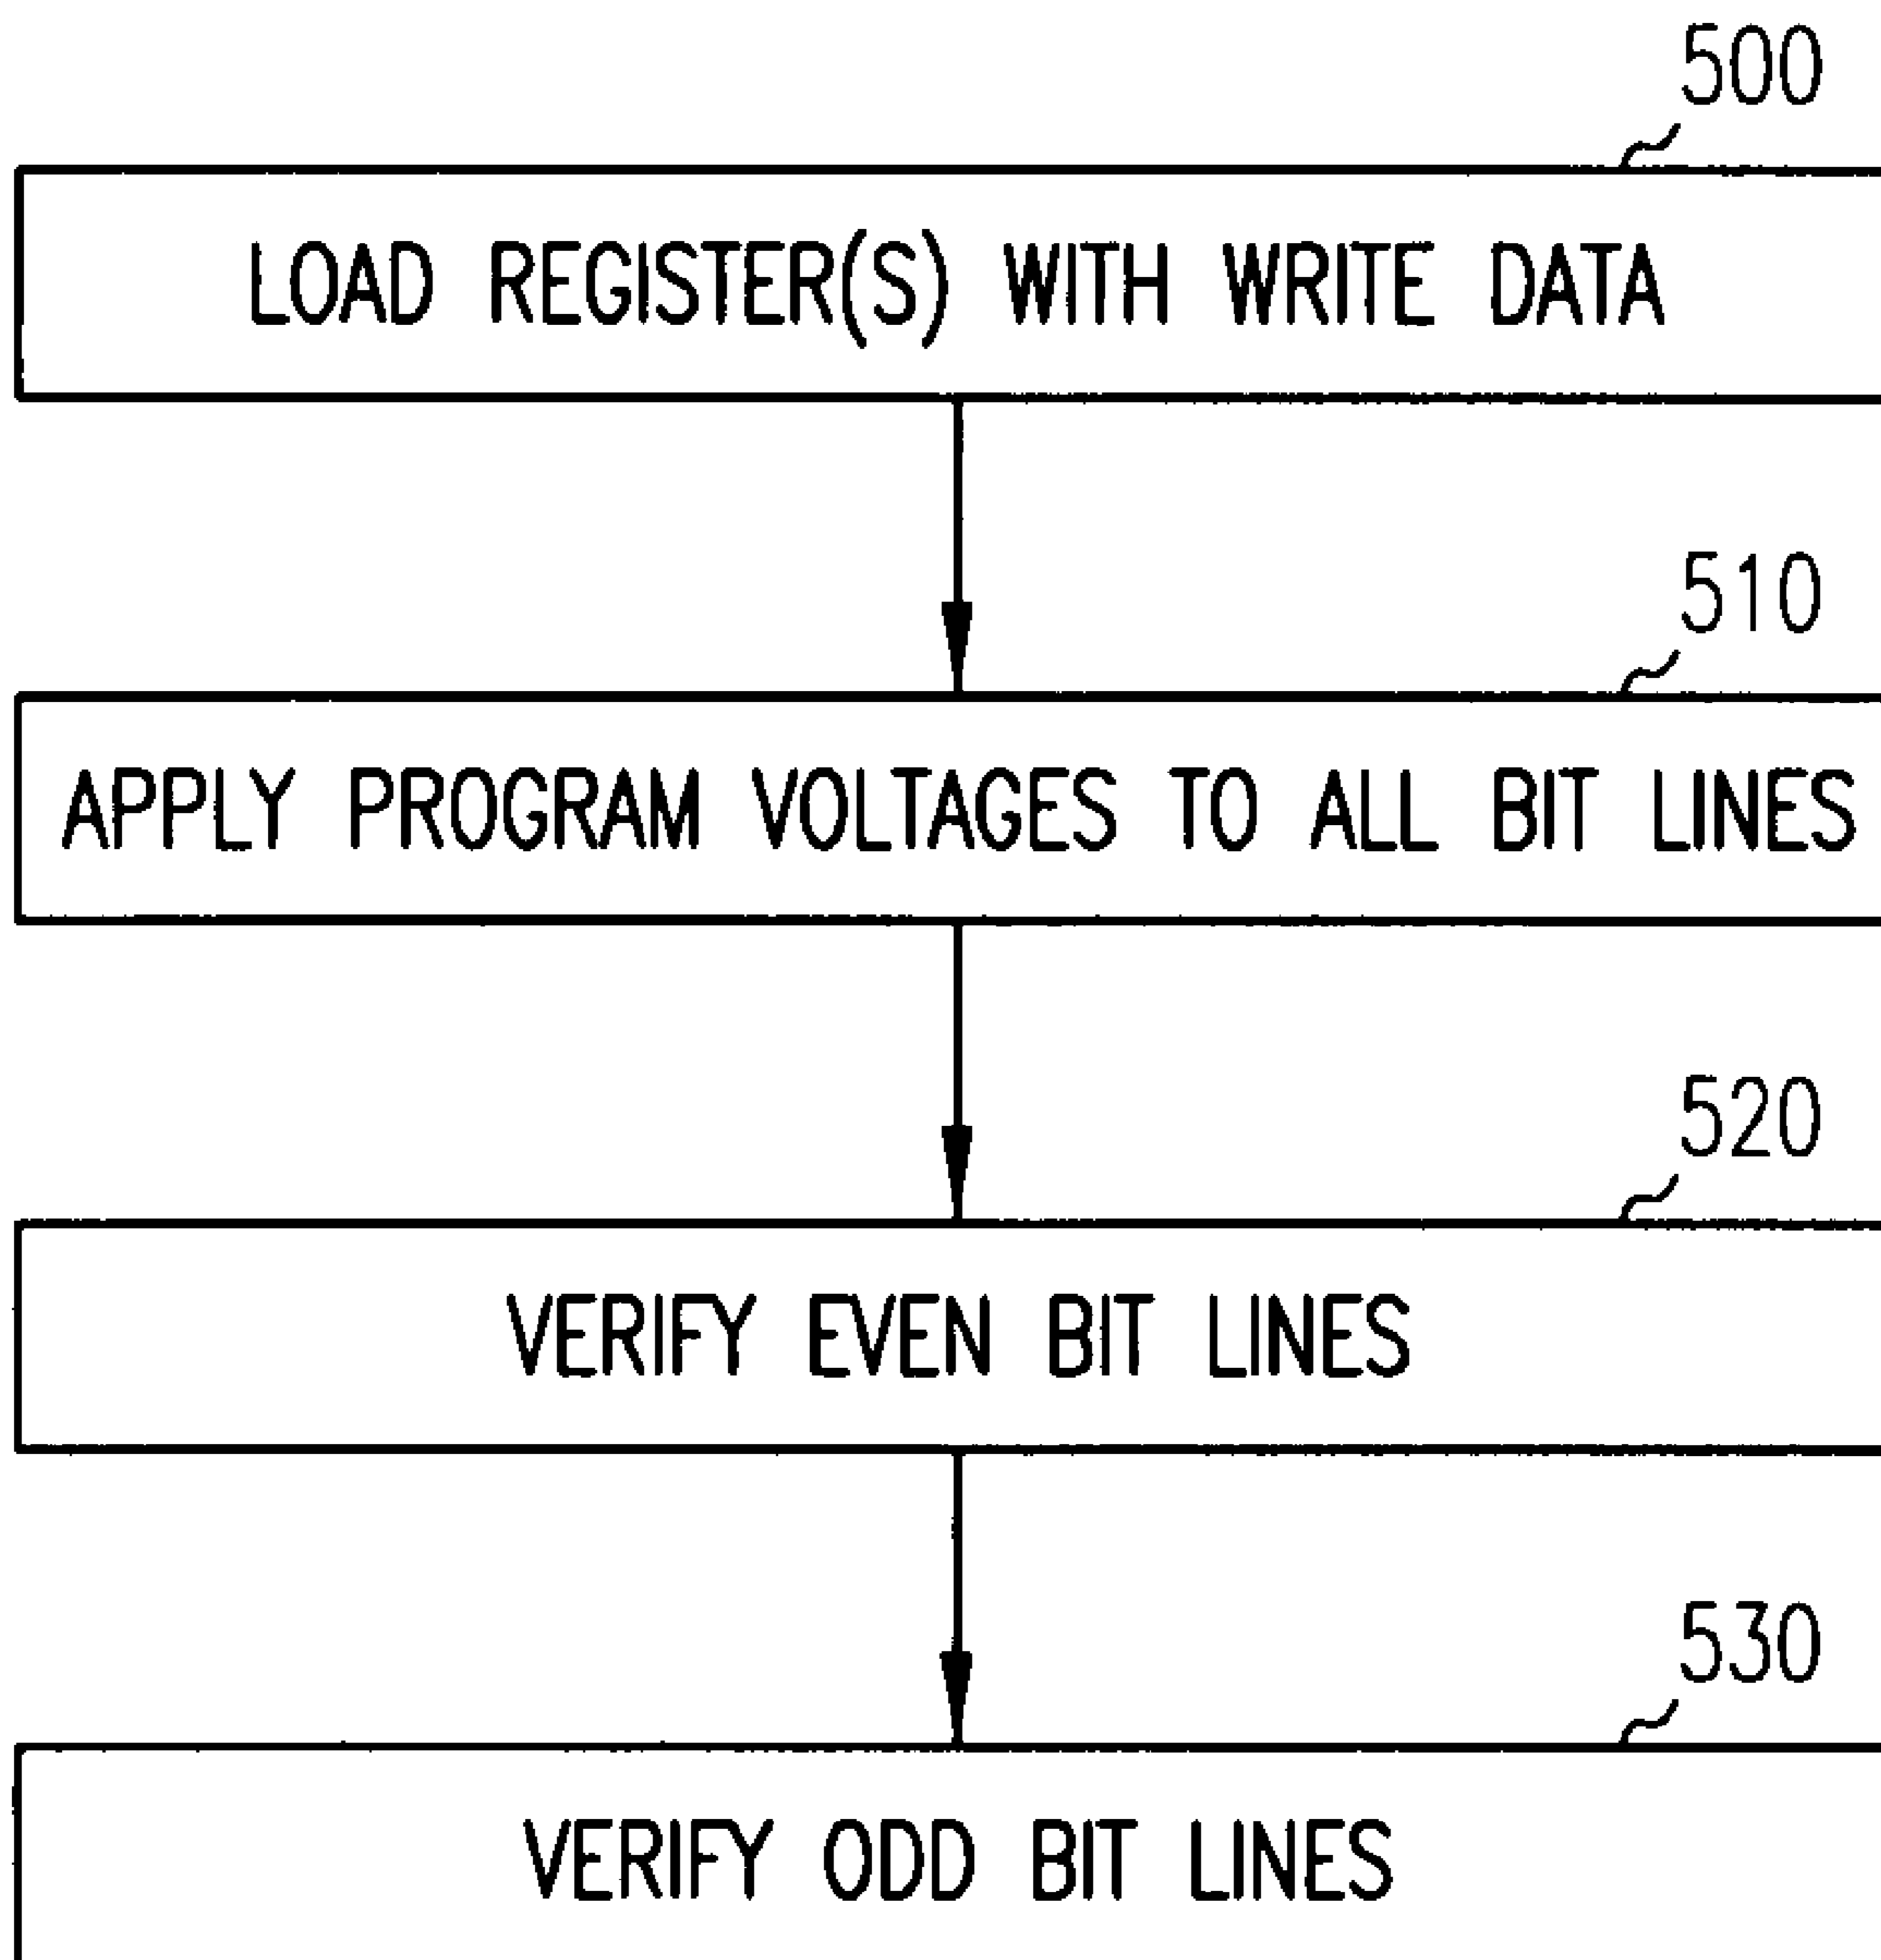 500
LOAD REGISTER(S) WITH WRITE DATA
510
APPLY PROGRAM VOLTAGES TO ALL BIT LINES
520
VERIFY EVEN BIT LINES
530
VERIFY ODD BIT LINES